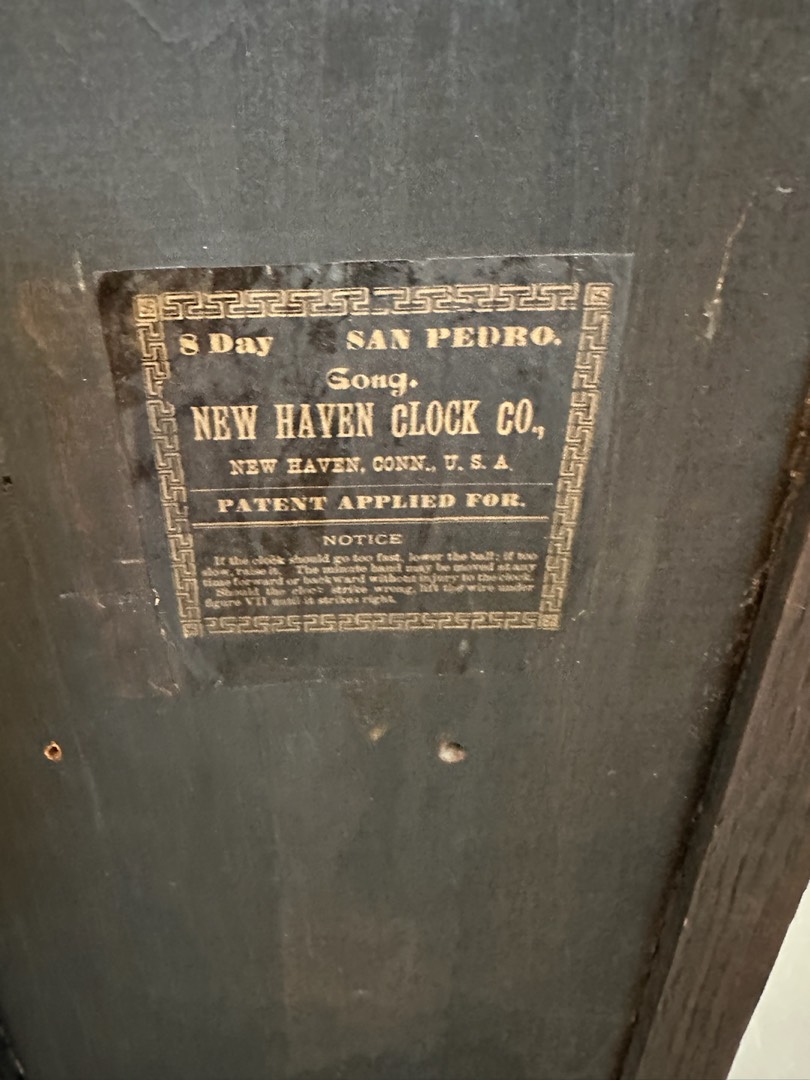 8 Day SAN PEDRO.
Gong.
NEW HAVEN CLOCK CO.,
NEW HAVEN, CONN., U. S. A.
PATENT APPLIED FOR.
NOTICE
If the clock should go too fast, lower the ball; if too
slow, raise it. The minute hand may be moved at any
time forward or backward without injury to the clock.
Should the clock strike wrong, lift the wire under
figure VII until it strikes right.